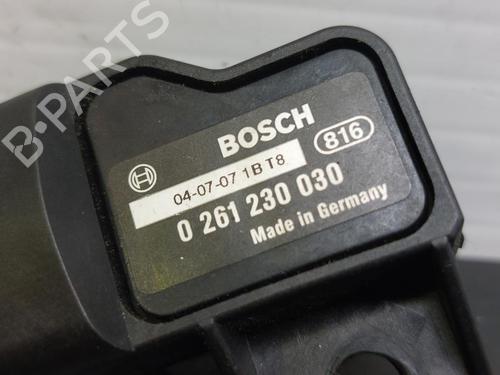 B-PARTS
BOSCH
816
04-07-07 1B T8
0 261 230 030
Made in Germany